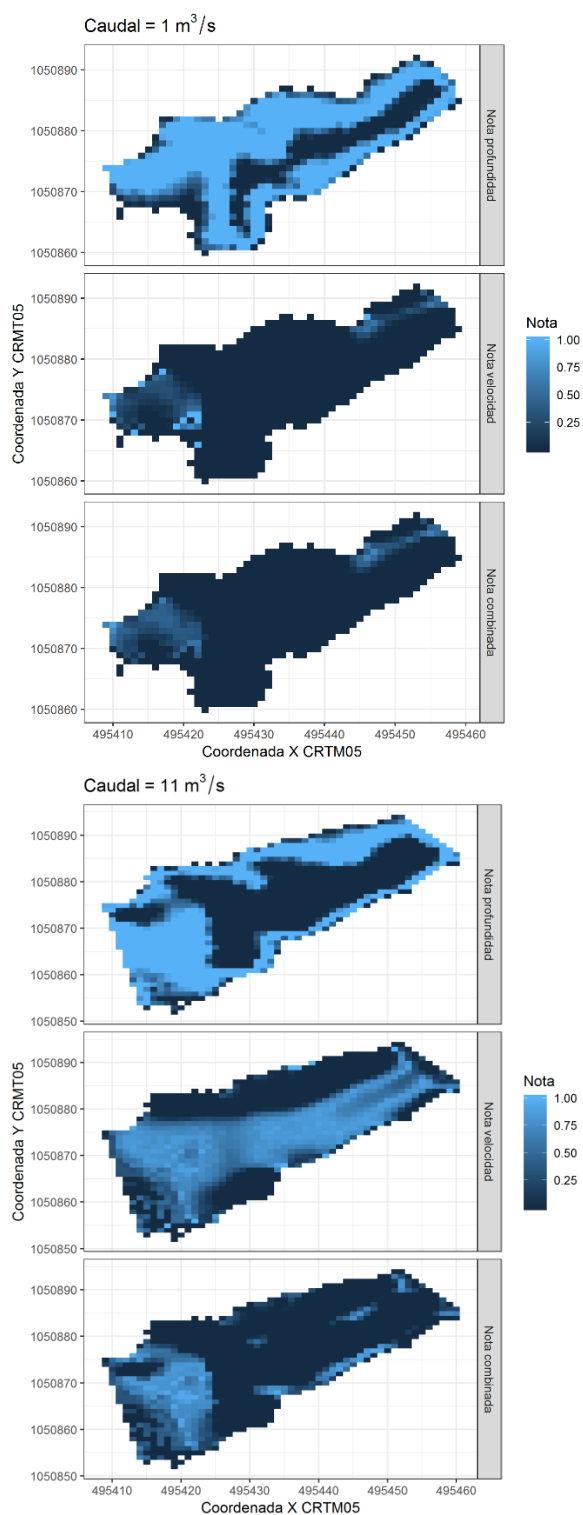 Caudal = 1 m³/s
1050890
1050880
1050870
1050860
Nota profundidad
1050890
1050880
1050870
1050860
Nota velocidad
Coordenada Y CRMT05
Nota
1.00
0.75
0.50
0.25
1050890
1050880
1050870
1050860
Nota combinada
495410 495420 495430 495440 495450 495460
Coordenada X CRTM05
Caudal = 11 m³/s
1050890
1050880
1050870
1050860
1050850
Nota profundidad
1050890
1050880
1050870
1050860
1050850
Nota velocidad
Coordenada Y CRMT05
Nota
1.00
0.75
0.50
0.25
1050890
1050880
1050870
1050860
1050850
Nota combinada
495410 495420 495430 495440 495450 495460
Coordenada X CRTM05